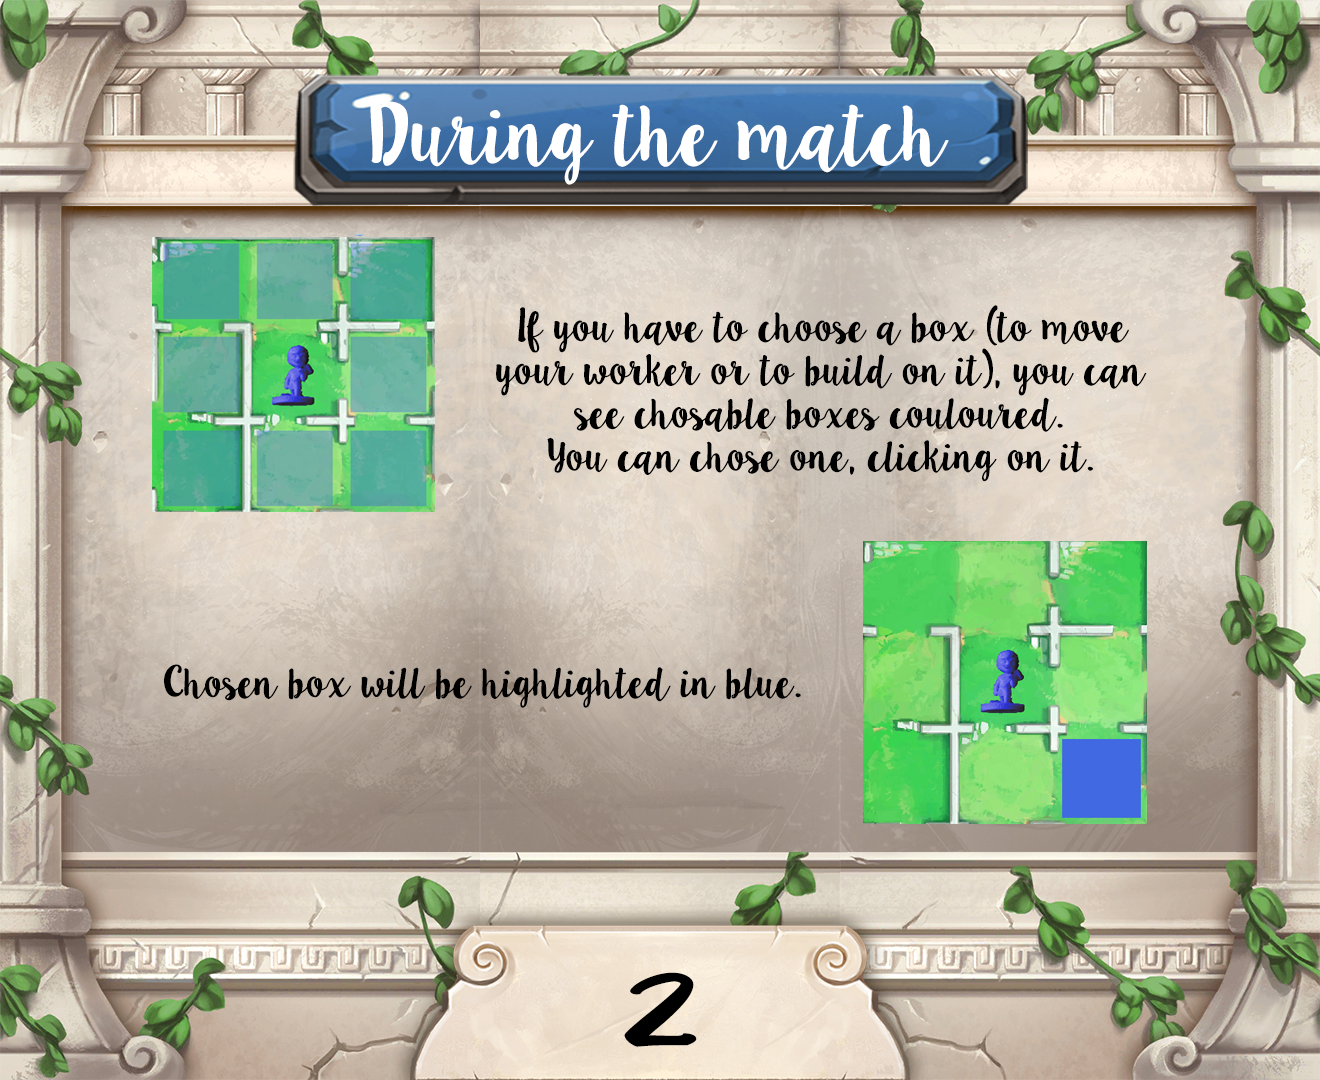 During the match
If you have to choose a box (to move
your worker or to build on it), you can
see chosable boxes couloured.
You can chose one, clicking on it.
Chosen box will be highlighted in blue.
2